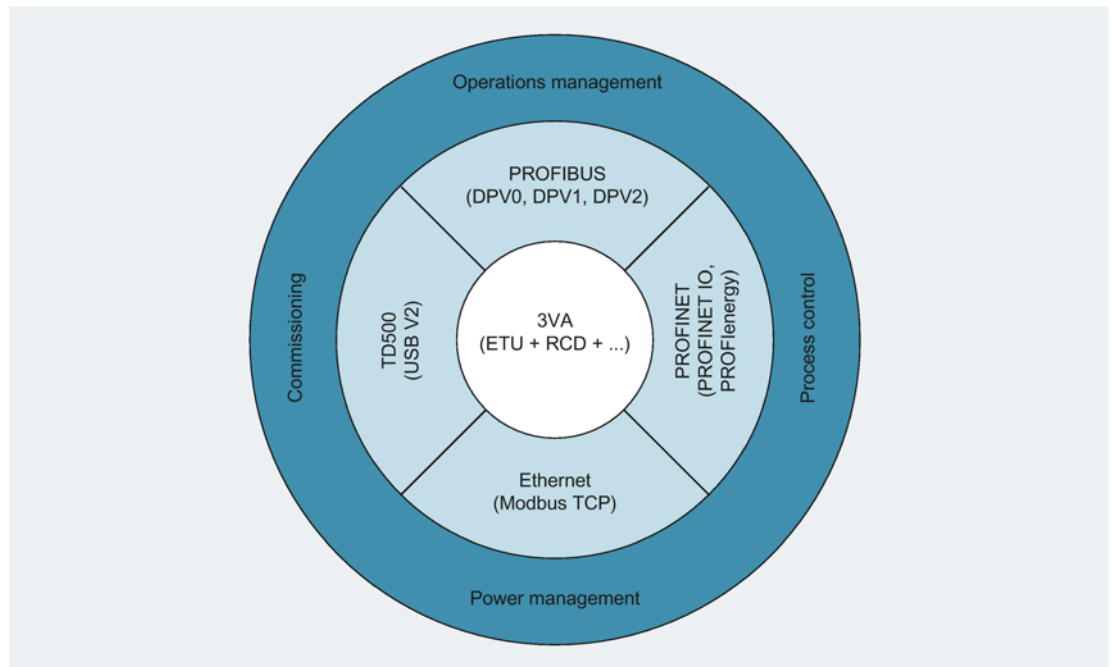 Operations management
PROFIBUS
(DPV0, DPV1, DPV2)
Commissioning
TD500
(USB V2)
3VA
(ETU + RCD + ...)
PROFINET
(PROFINET IO,
PROFIenergy)
Process control
Ethernet
(Modbus TCP)
Power management